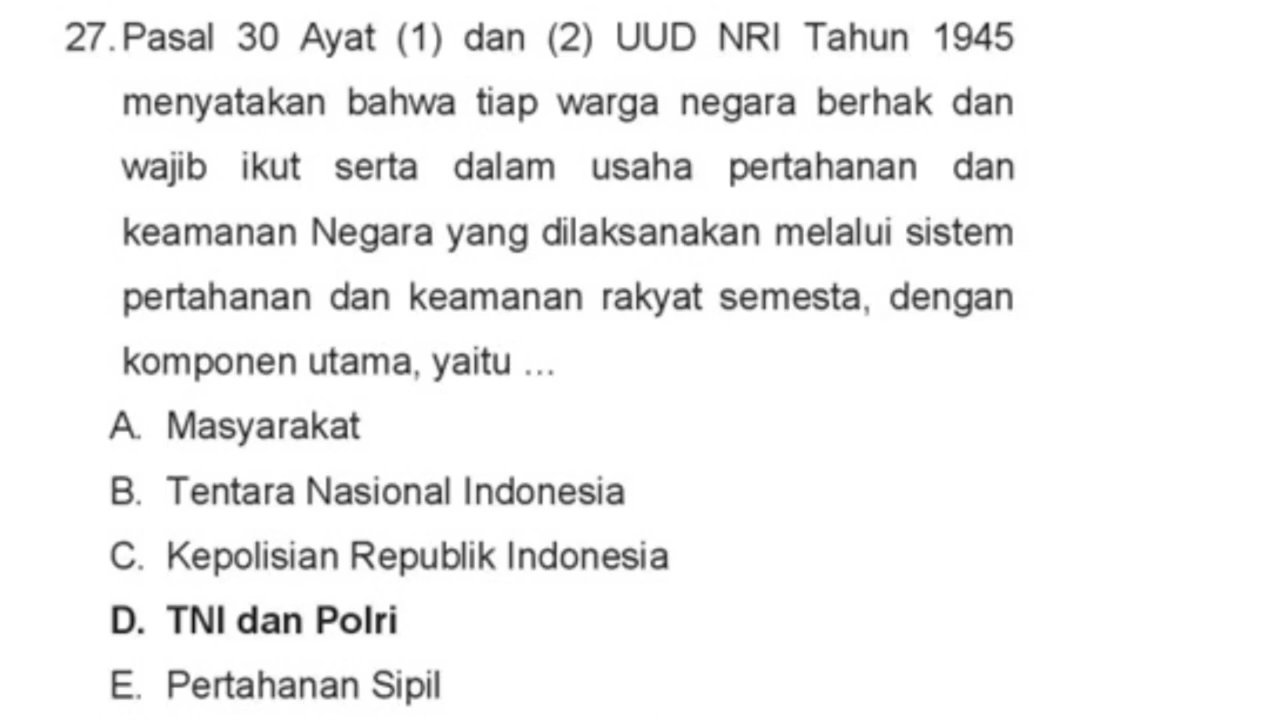 27. Pasal 30 Ayat (1) dan (2) UUD NRI Tahun 1945
menyatakan bahwa tiap warga negara berhak dan
wajib ikut serta dalam usaha pertahanan dan
keamanan Negara yang dilaksanakan melalui sistem
pertahanan dan keamanan rakyat semesta, dengan
komponen utama, yaitu ...
A. Masyarakat
B. Tentara Nasional Indonesia
C. Kepolisian Republik Indonesia
D. TNI dan Polri
E. Pertahanan Sipil